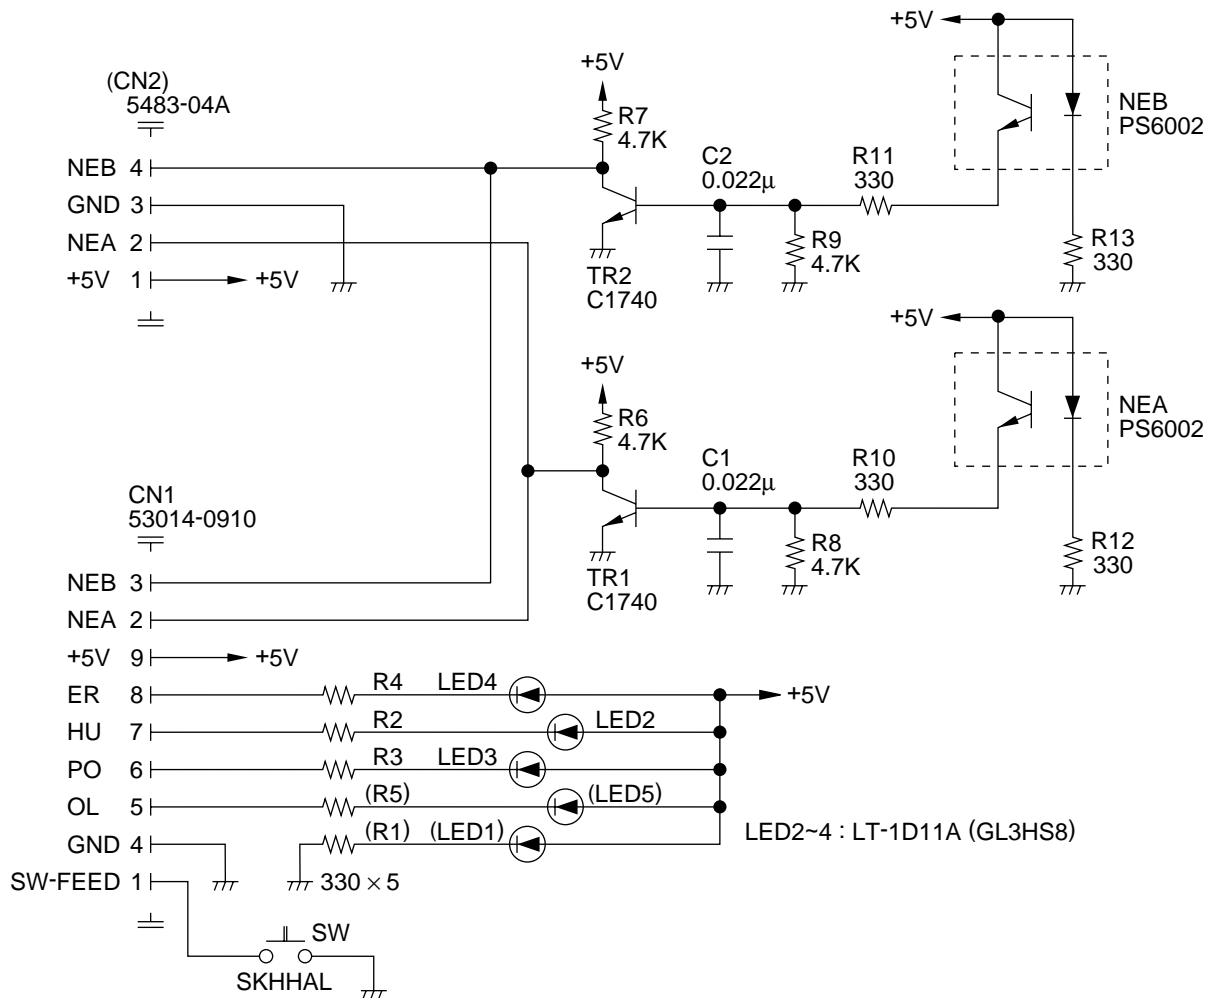 +5V
(CN2)
5483-04A
+5V
R7
4.7K
NEB
PS6002
NEB 4
C2
0.022μ
R11
330
GND 3
NEA 2
+5V 1
+5V
TR2
C1740
R9
4.7K
R13
330
+5V
+5V
R6
4.7K
NEA
PS6002
C1
0.022μ
R10
330
CN1
53014-0910
TR1
C1740
R8
4.7K
R12
330
NEB 3
NEA 2
+5V 9
+5V
ER 8
R4
LED4
+5V
HU 7
R2
LED2
PO 6
R3
LED3
OL 5
(R5)
(LED5)
GND 4
(R1)
(LED1)
LED2~4 : LT-1D11A (GL3HS8)
SW-FEED 1
330 × 5
SW
SKHHAL